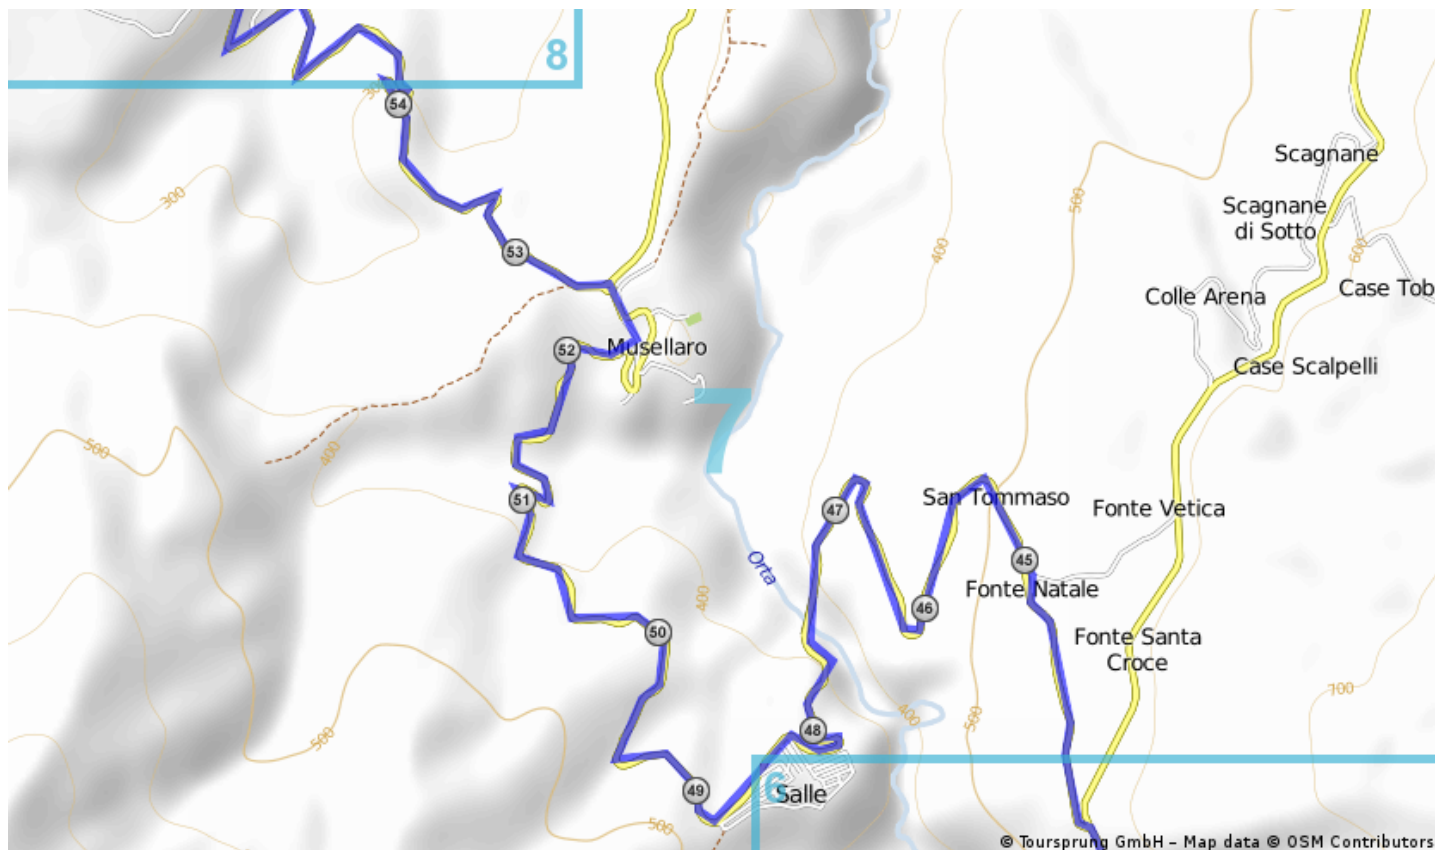 8
300
54
Scagnane
300
500
Scagnane
di Sotto
400
600
53
Case Tob
Colle Arena
52
Musellaro
Case Scalpelli
7
500
400
51
47
San Tommaso
Fonte Vetica
45
Orta
Fonte Natale
400
46
50
Fonte Santa
Croce
700
400
500
48
500
49
6
Salle
500
© Toursprung GmbH – Map data © OSM Contributors